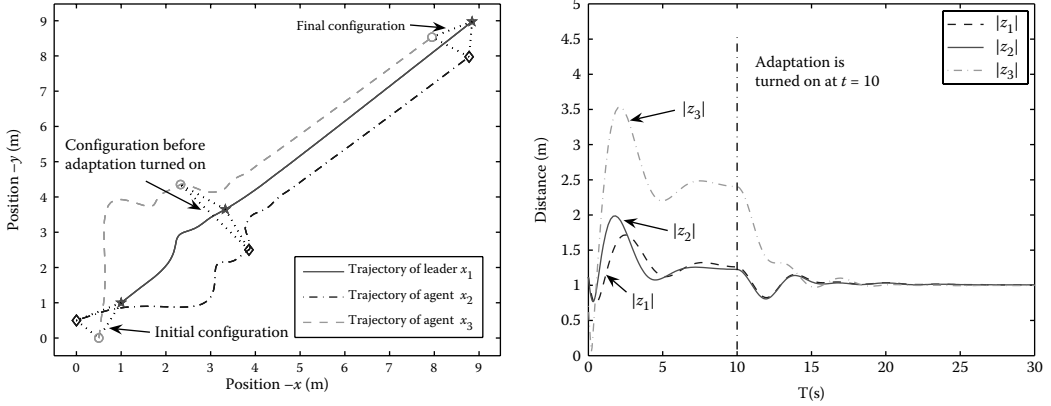 9
8
7
6
5
4
3
2
1
0
Position –y (m)
0 1 2 3 4 5 6 7 8 9
Position –x (m)
Final configuration
Configuration before
adaptation turned on
Initial configuration
Trajectory of leader x1
Trajectory of agent x2
Trajectory of agent x3
5
4.5
4
3.5
3
2.5
2
1.5
1
0.5
0
Distance (m)
0 5 10 15 20 25 30
T(s)
Adaptation is
turned on at t = 10
|z3|
|z2|
|z1|
|z1|
|z2|
|z3|